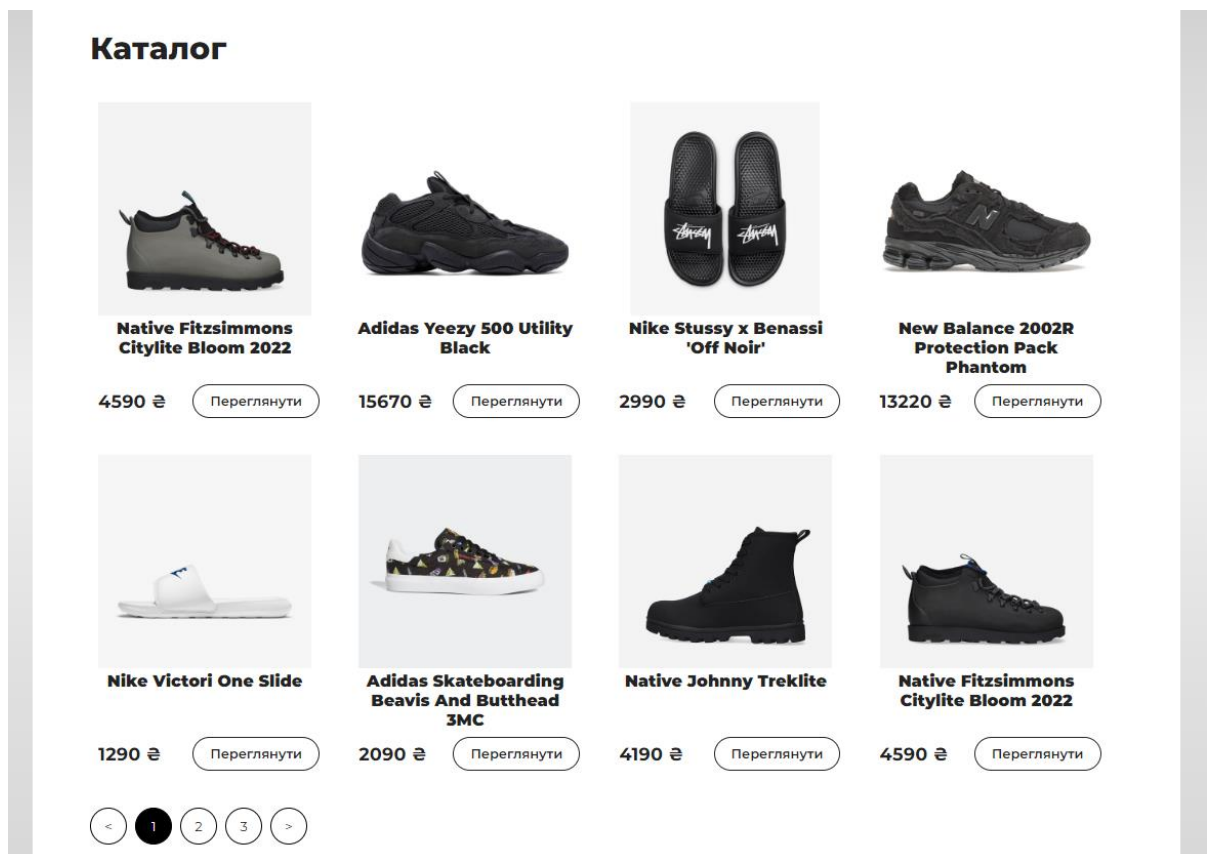 Каталог
Native Fitzsimmons
Citylite Bloom 2022
4590 ₴
Переглянути
Adidas Yeezy 500 Utility
Black
15670 ₴
Переглянути
Stussy
Stussy
Nike Stussy x Benassi
'Off Noir'
2990 ₴
Переглянути
N
New Balance 2002R
Protection Pack
Phantom
13220 ₴
Переглянути
Nike Victori One Slide
1290 ₴
Переглянути
Adidas Skateboarding
Beavis And Butthead
3MC
2090 ₴
Переглянути
Native Johnny Treklite
4190 ₴
Переглянути
Native Fitzsimmons
Citylite Bloom 2022
4590 ₴
Переглянути
< 1 2 3 >